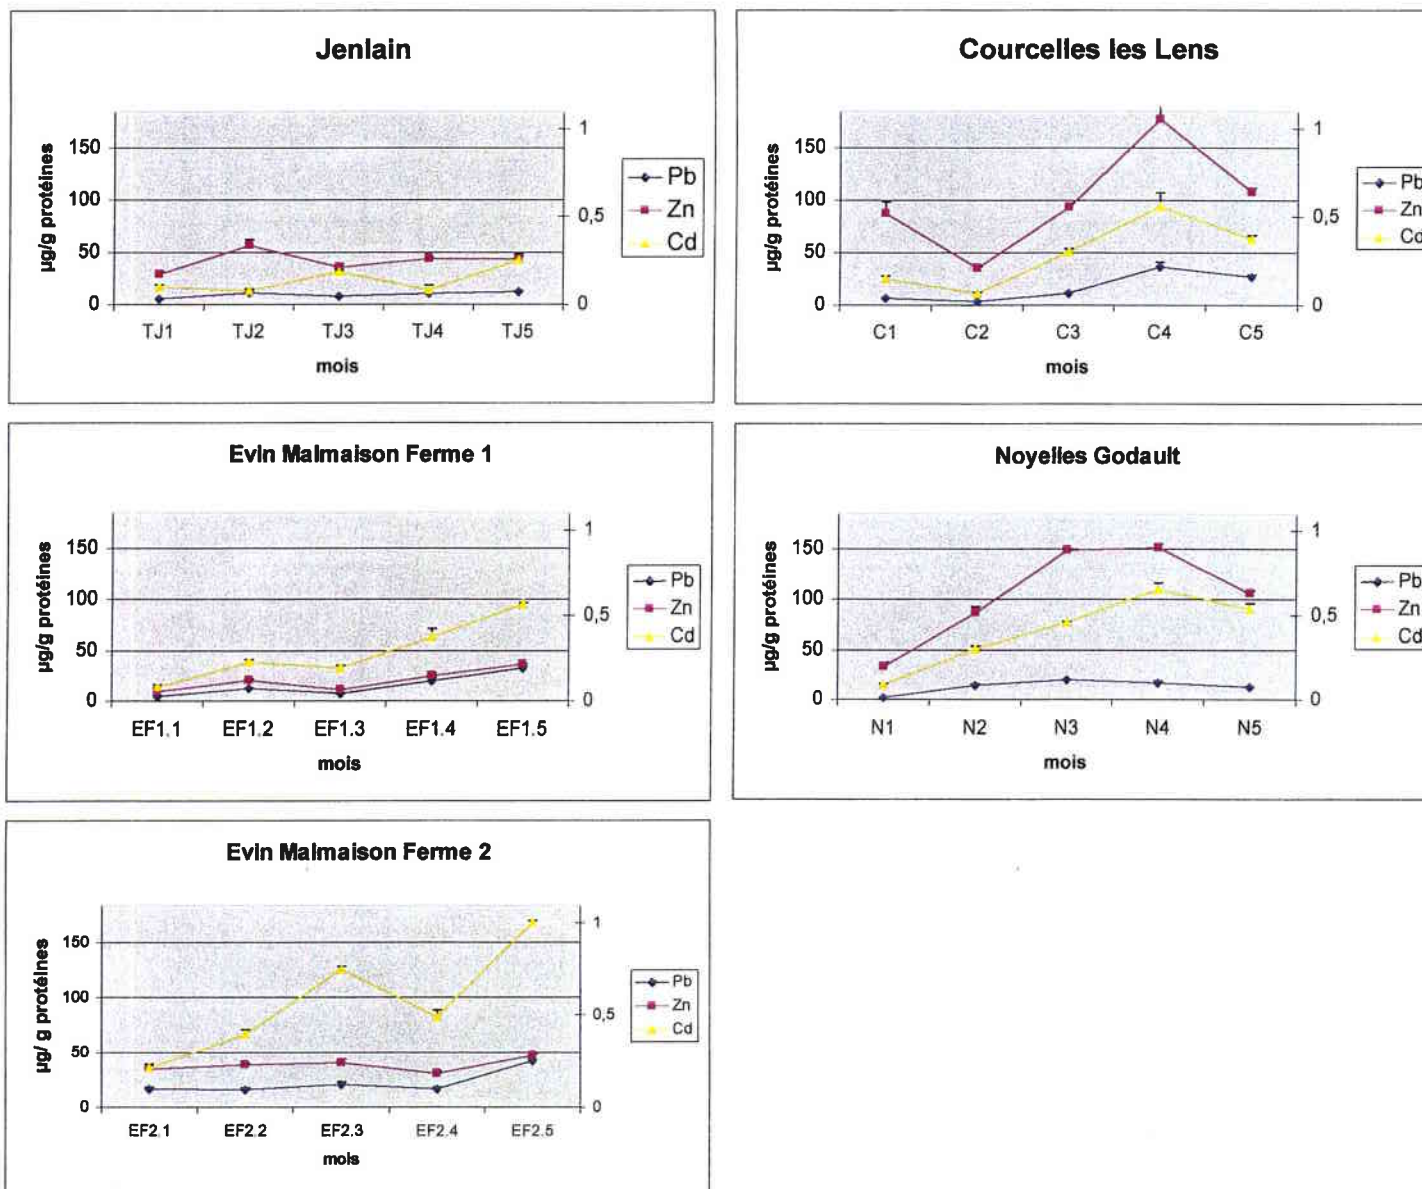 Jenlain
µg/g protéines
150
100
50
0
1
0,5
0
TJ1 TJ2 TJ3 TJ4 TJ5
mois
Pb
Zn
Cd
Courcelles les Lens
µg/g protéines
150
100
50
0
1
0,5
0
C1 C2 C3 C4 C5
mois
Pb
Zn
Cd
Evin Malmaison Ferme 1
µg/g protéines
150
100
50
0
1
0,5
0
EF1.1 EF1.2 EF1.3 EF1.4 EF1.5
mois
Pb
Zn
Cd
Noyelles Godault
µg/g protéines
150
100
50
0
1
0,5
0
N1 N2 N3 N4 N5
mois
Pb
Zn
Cd
Evin Malmaison Ferme 2
µg/ g protéines
150
100
50
0
1
0,5
0
EF2.1 EF2.2 EF2.3 EF2.4 EF2.5
mois
Pb
Zn
Cd